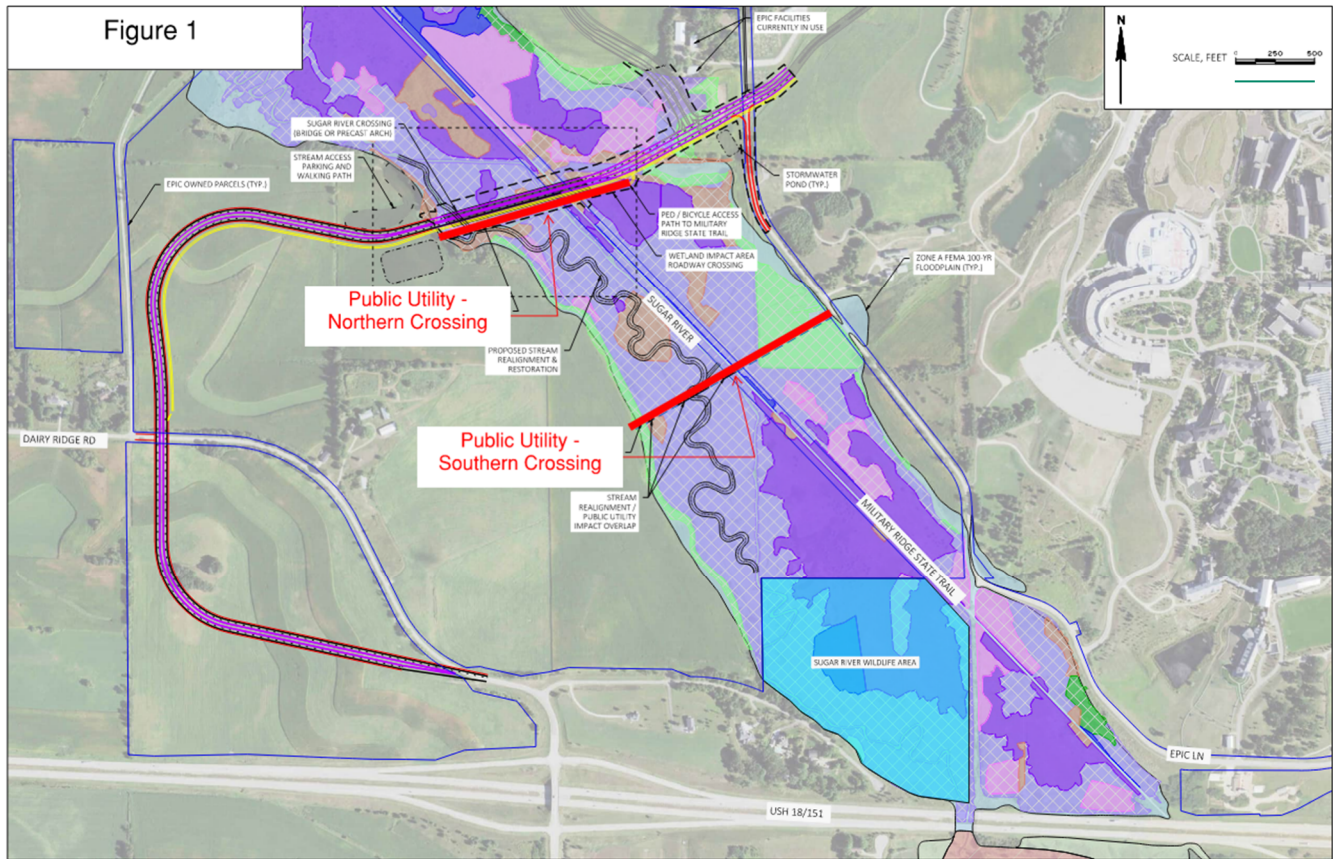 Figure 1
EPIC FACILITIES
CURRENTLY IN USE
N
SCALE, FEET
0 250 500
SUGAR RIVER CROSSING
(BRIDGE OR PRECAST ARCH)
STREAM ACCESS
PARKING AND
WALKING PATH
EPIC OWNED PARCELS (TYP.)
STORMWATER
POND (TYP.)
PED / BICYCLE ACCESS
PATH TO MILITARY
RIDGE STATE TRAIL
WETLAND IMPACT AREA
ROADWAY CROSSING
ZONE A FEMA 100-YR
FLOODPLAIN (TYP.)
Public Utility -
Northern Crossing
SUGAR RIVER
PROPOSED STREAM
REALIGNMENT &
RESTORATION
DAIRY RIDGE RD
Public Utility -
Southern Crossing
STREAM
REALIGNMENT /
PUBLIC UTILITY
IMPACT OVERLAP
MILITARY RIDGE STATE TRAIL
SUGAR RIVER WILDLIFE AREA
EPIC LN
USH 18/151